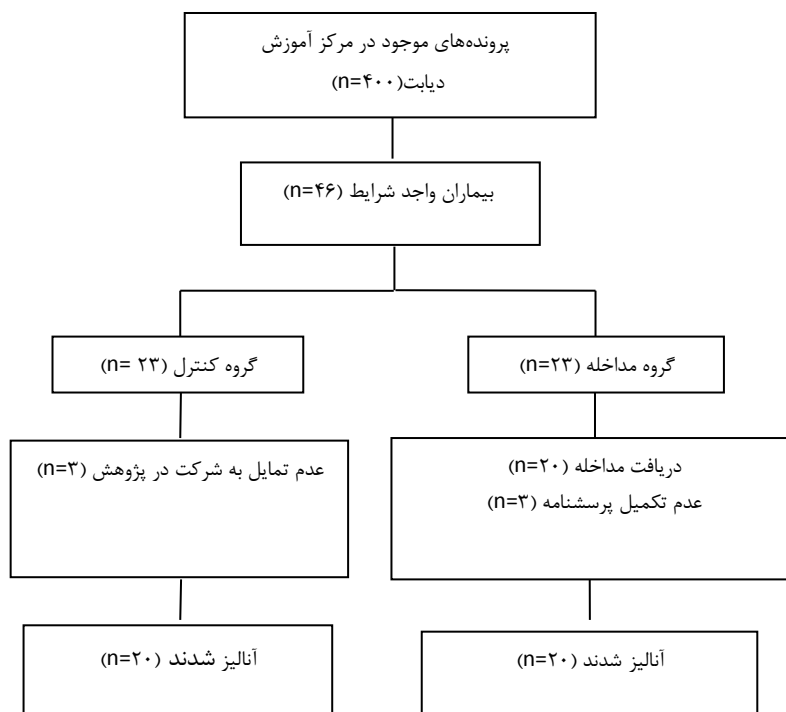 پرونده‌های موجود در مرکز آموزش
دیابت(n=۴۰۰)
بیماران واجد شرایط (n=۴۶)
گروه مداخله (n=۲۳)
گروه کنترل (n= ۲۳)
دریافت مداخله (n=۲۰)
عدم تکمیل پرسشنامه (n=۳)
عدم تمایل به شرکت در پژوهش (n=۳)
آنالیز شدند (n=۲۰)
آنالیز شدند (n=۲۰)